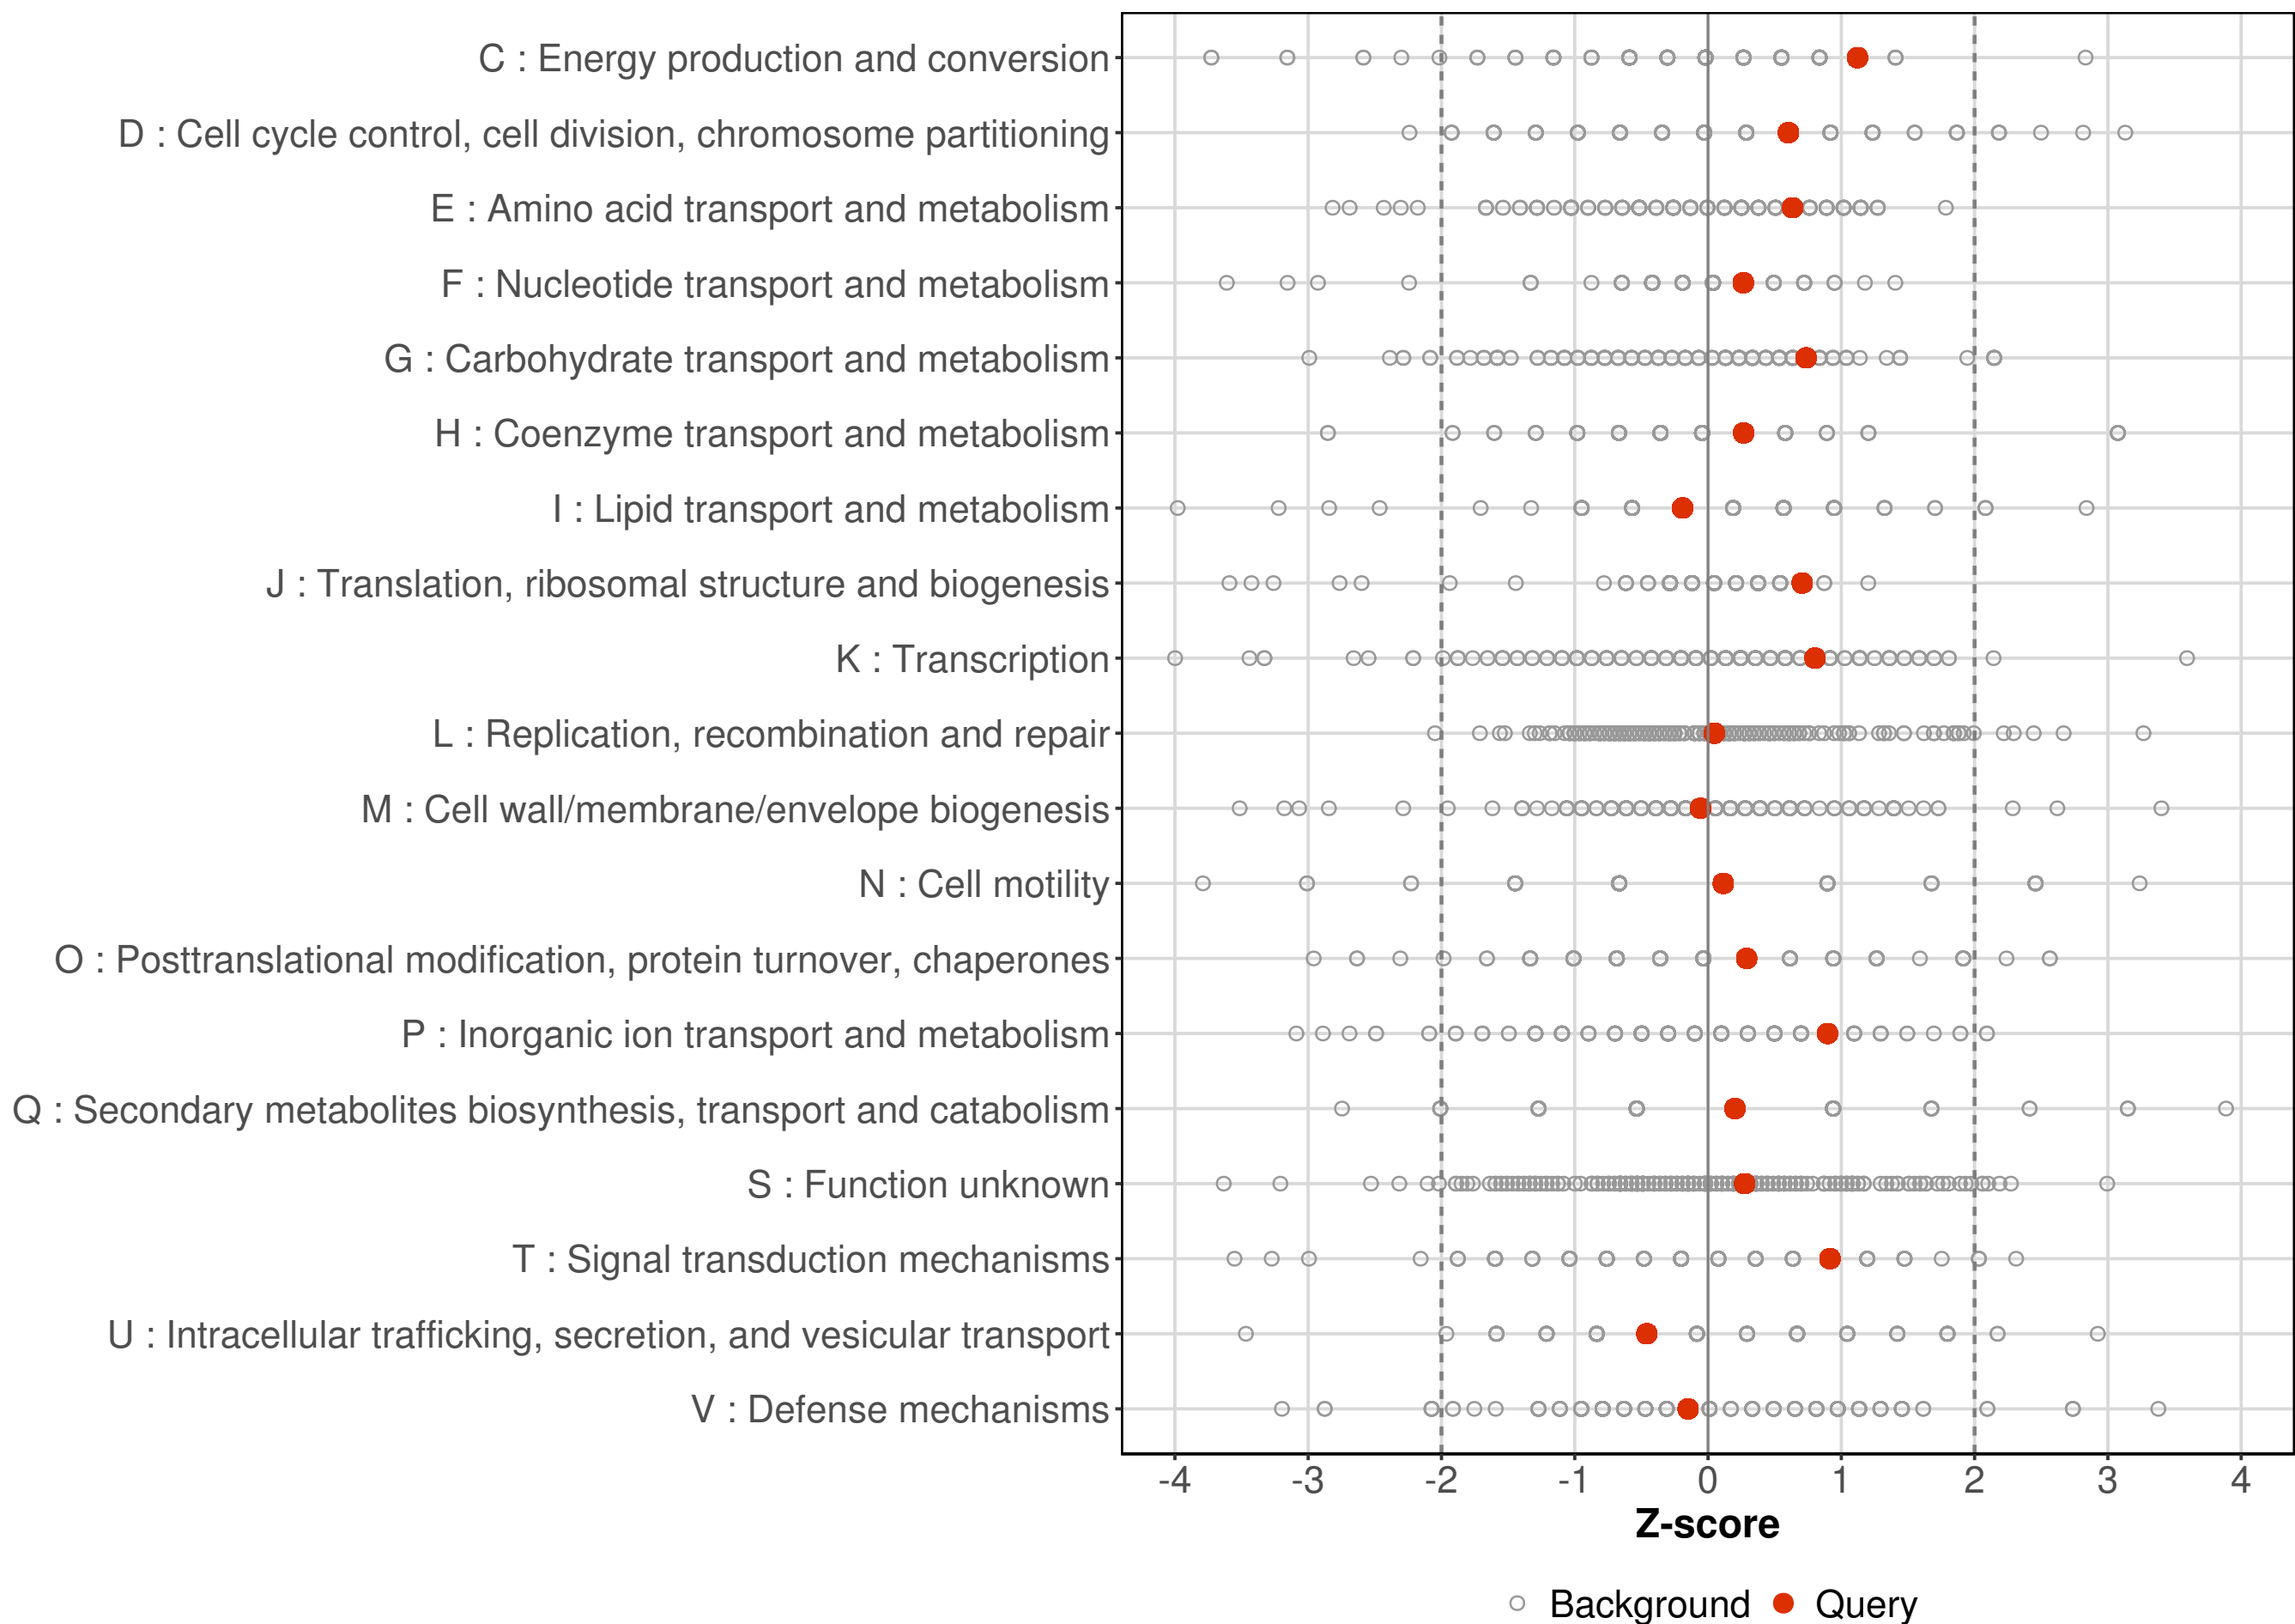 C : Energy production and conversion
D : Cell cycle control, cell division, chromosome partitioning
E : Amino acid transport and metabolism
F : Nucleotide transport and metabolism
G : Carbohydrate transport and metabolism
H : Coenzyme transport and metabolism
I : Lipid transport and metabolism
J : Translation, ribosomal structure and biogenesis
K : Transcription
L : Replication, recombination and repair
M : Cell wall/membrane/envelope biogenesis
N : Cell motility
O : Posttranslational modification, protein turnover, chaperones
P : Inorganic ion transport and metabolism
Q : Secondary metabolites biosynthesis, transport and catabolism
S : Function unknown
T : Signal transduction mechanisms
U : Intracellular trafficking, secretion, and vesicular transport
V : Defense mechanisms
-4 -3 -2 -1 0 1 2 3 4
Z-score
Background Query